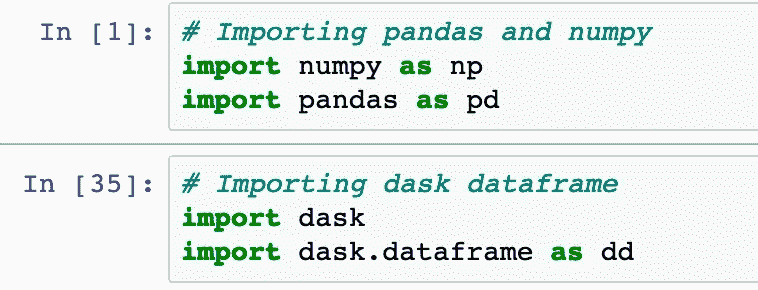 In [1]: # Importing pandas and numpy
import numpy as np
import pandas as pd
In [35]: # Importing dask dataframe
import dask
import dask.dataframe as dd